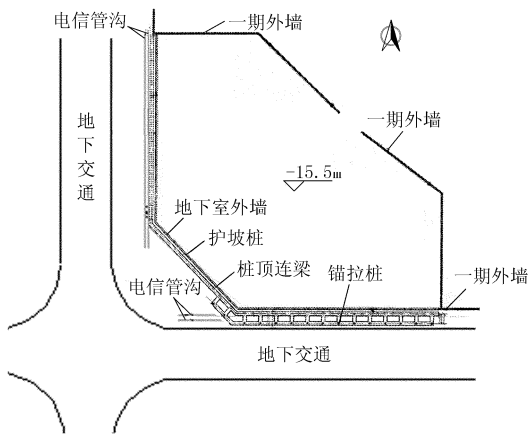 电信管沟
一期外墙
地下交通
一期外墙
-15.5m
地下室外墙
护坡桩
桩顶连梁
锚拉桩
一期外墙
电信管沟
地下交通